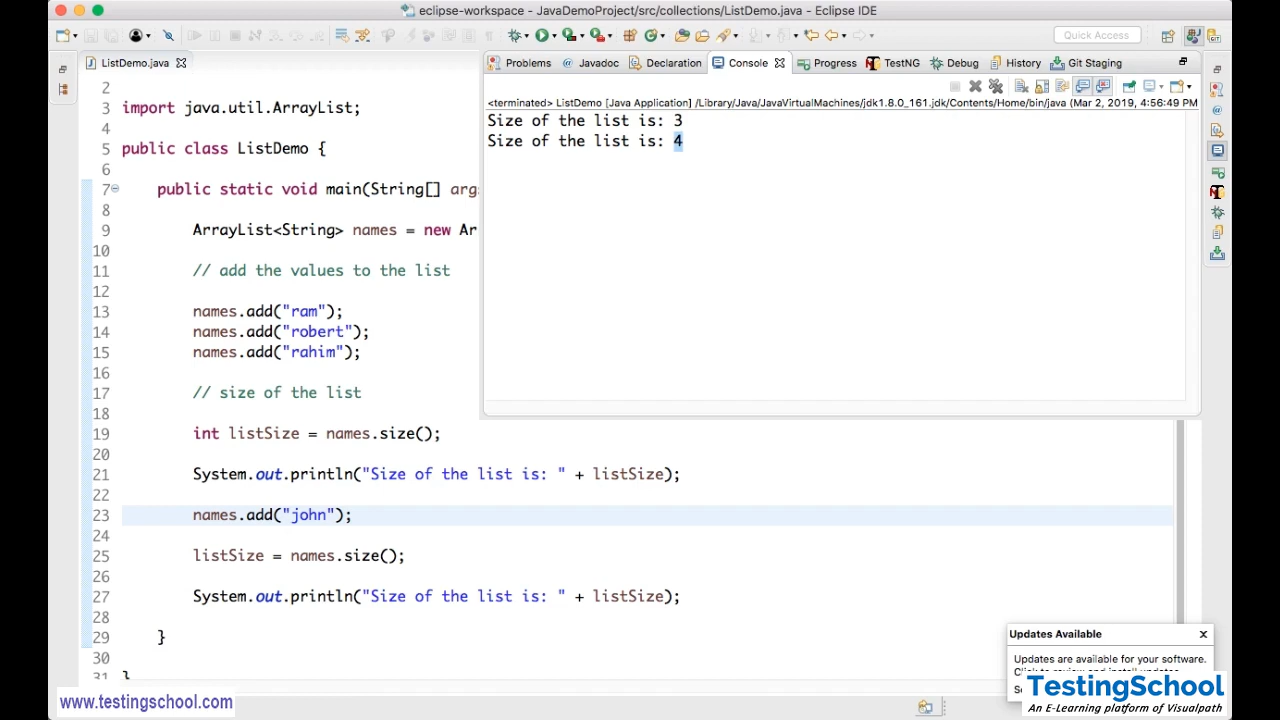 eclipse-workspace - JavaDemoProject/src/collections/ListDemo.java - Eclipse IDE
Quick Access
ListDemo.java
Problems
@ Javadoc
Declaration
Console
Progress
TestNG
Debug
History
Git Staging
<terminated> ListDemo [Java Application] /Library/Java/JavaVirtualMachines/jdk1.8.0_161.jdk/Contents/Home/bin/java (Mar 2, 2019, 4:56:49 PM
Size of the list is: 3
Size of the list is: 4
2
3 import java.util.ArrayList;
4
5 public class ListDemo {
6
7 public static void main(String[] args
8
9 ArrayList<String> names = new Ar
10
11 // add the values to the list
12
13 names.add("ram");
14 names.add("robert");
15 names.add("rahim");
16
17 // size of the list
18
19 int listSize = names.size();
20
21 System.out.println("Size of the list is: " + listSize);
22
23 names.add("john");
24
25 listSize = names.size();
26
27 System.out.println("Size of the list is: " + listSize);
28
29 }
30
31 }
Updates Available
Updates are available for your software.
www.testingschool.com
TestingSchool
An E-Learning platform of Visualpath